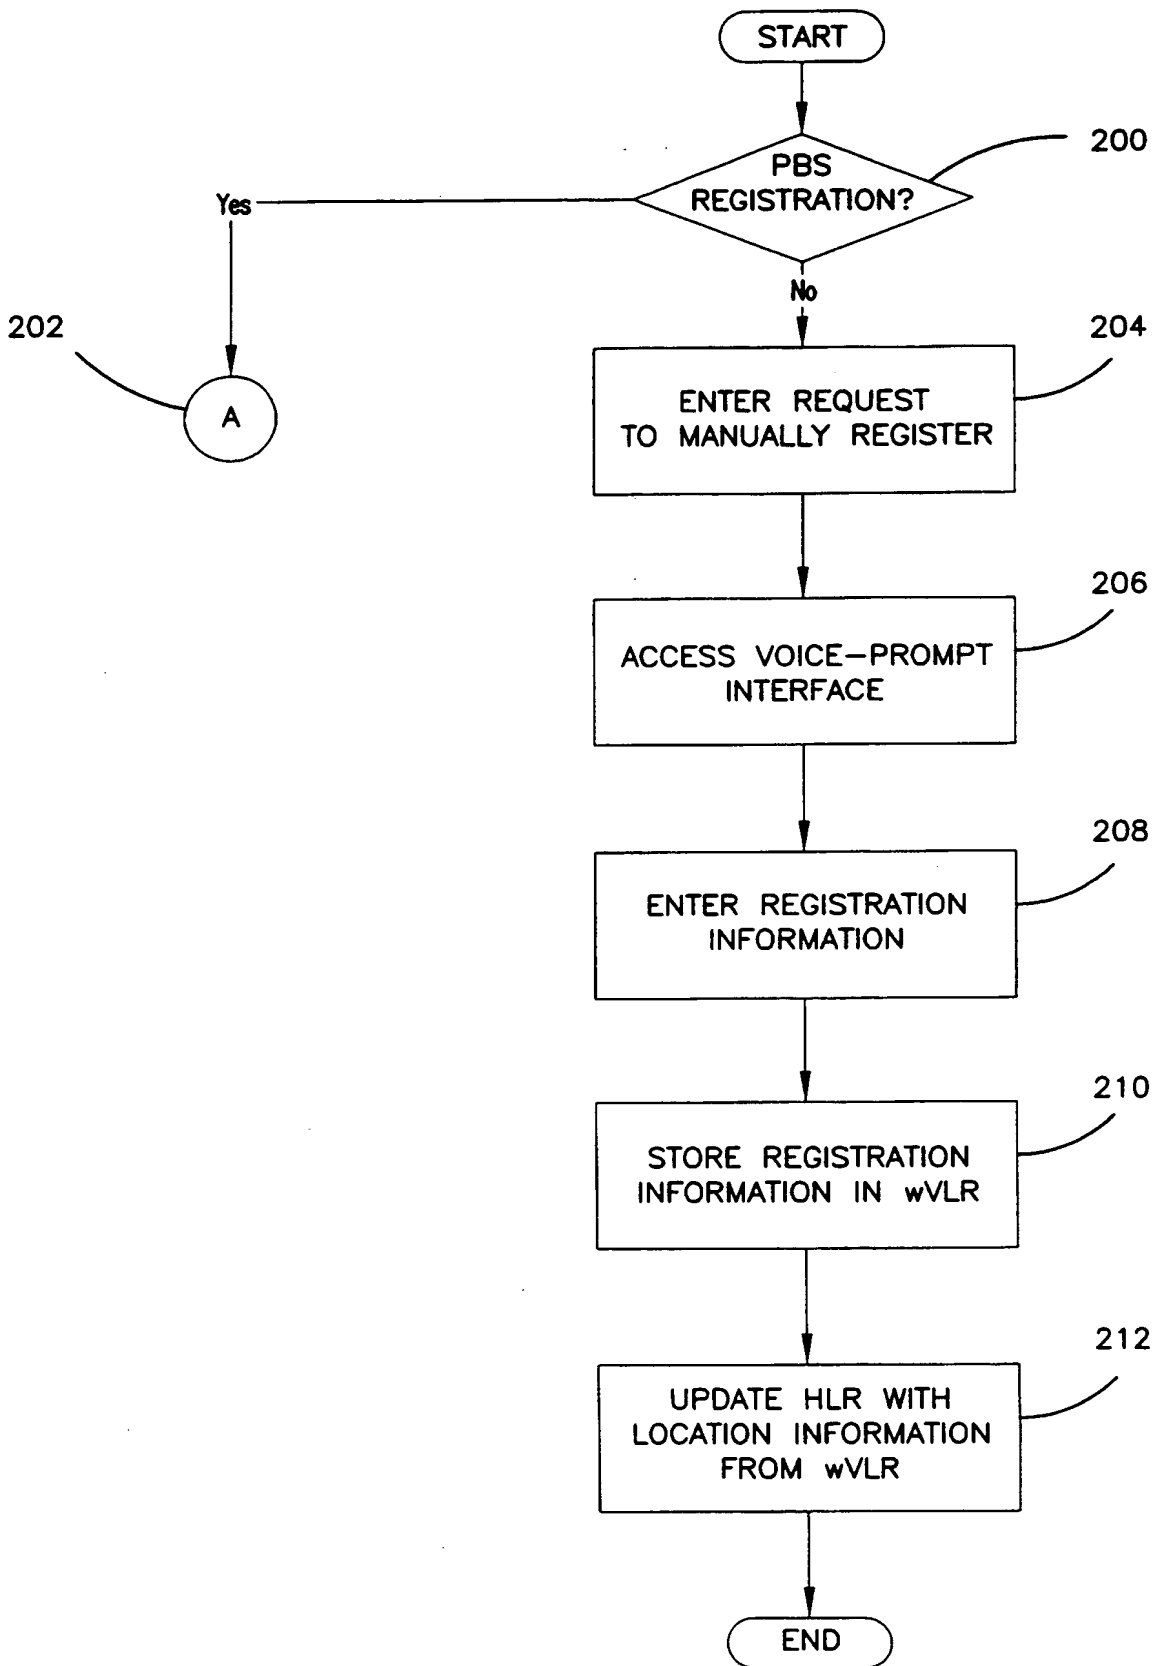 START
PBS
REGISTRATION?
200
Yes
No
202
A
204
ENTER REQUEST
TO MANUALLY REGISTER
206
ACCESS VOICE-PROMPT
INTERFACE
208
ENTER REGISTRATION
INFORMATION
210
STORE REGISTRATION
INFORMATION IN wVLR
212
UPDATE HLR WITH
LOCATION INFORMATION
FROM wVLR
END